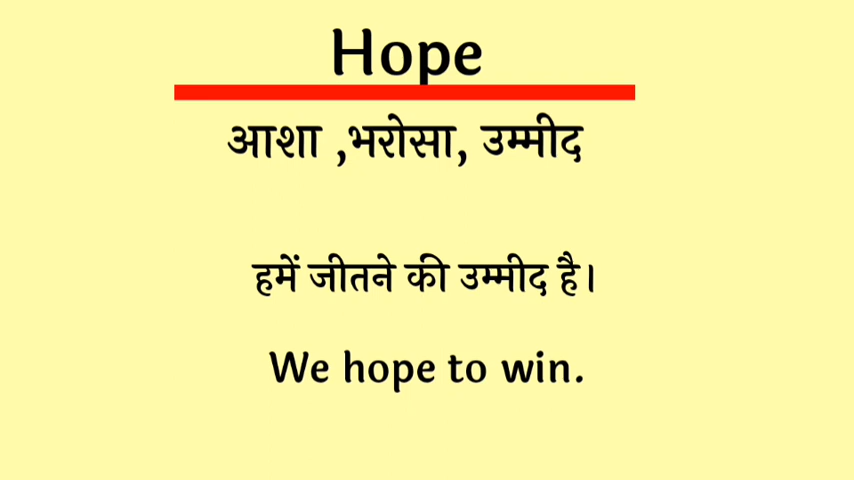 Hope
आशा ,भरोसा, उम्मीद
हमें जीतने की उम्मीद है।
We hope to win.